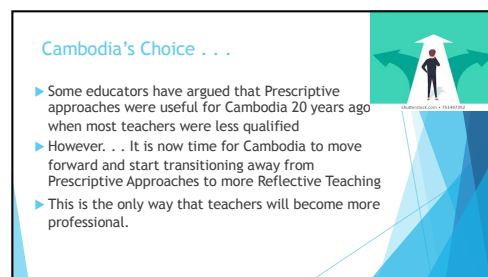 Cambodia's Choice . . .
shutterstock.com • 751497352
Some educators have argued that Prescriptive
approaches were useful for Cambodia 20 years ago
when most teachers were less qualified
However. . . It is now time for Cambodia to move
forward and start transitioning away from
Prescriptive Approaches to more Reflective Teaching
This is the only way that teachers will become more
professional.